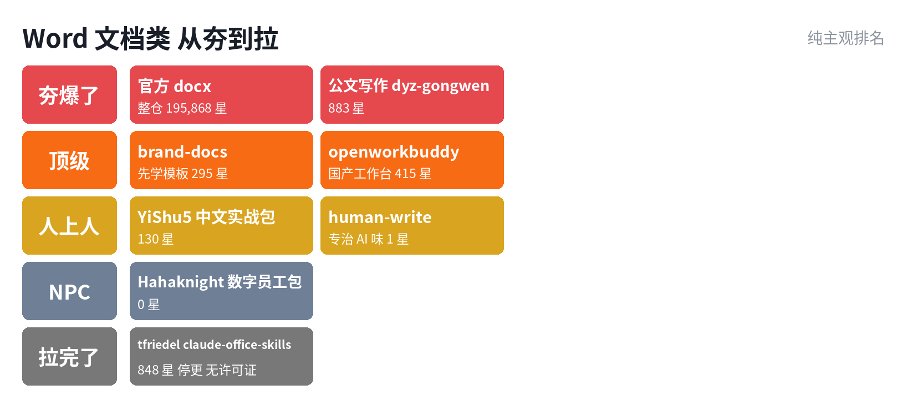 Word 文档类 从夯到拉
纯主观排名
夯爆了
官方 docx
整仓 195,868 星
公文写作 dyz-gongwen
883 星
顶级
brand-docs
先学模板 295 星
openworkbuddy
国产工作台 415 星
人上人
YiShu5 中文实战包
130 星
human-write
专治 AI 味 1 星
NPC
Hahaknight 数字员工包
0 星
拉完了
tfriedel claude-office-skills
848 星 停更 无许可证